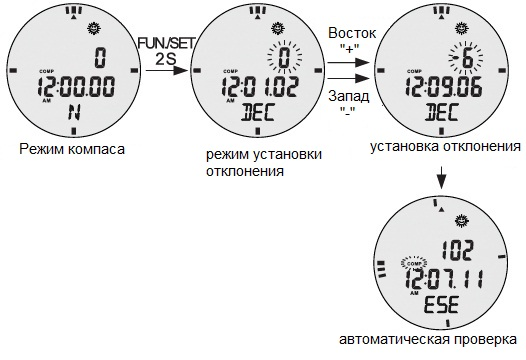 0
COMP
12:00.00
AM
N
Режим компаса
FUN./SET
2 S
0
12:01.02
AM
DEC
режим установки
отклонения
Восток
"+"
Запад
"-"
-6
COMP
12:09.06
AM
DEC
установка отклонения
102
COMP
12:07.11
AM
ESE
автоматическая проверка